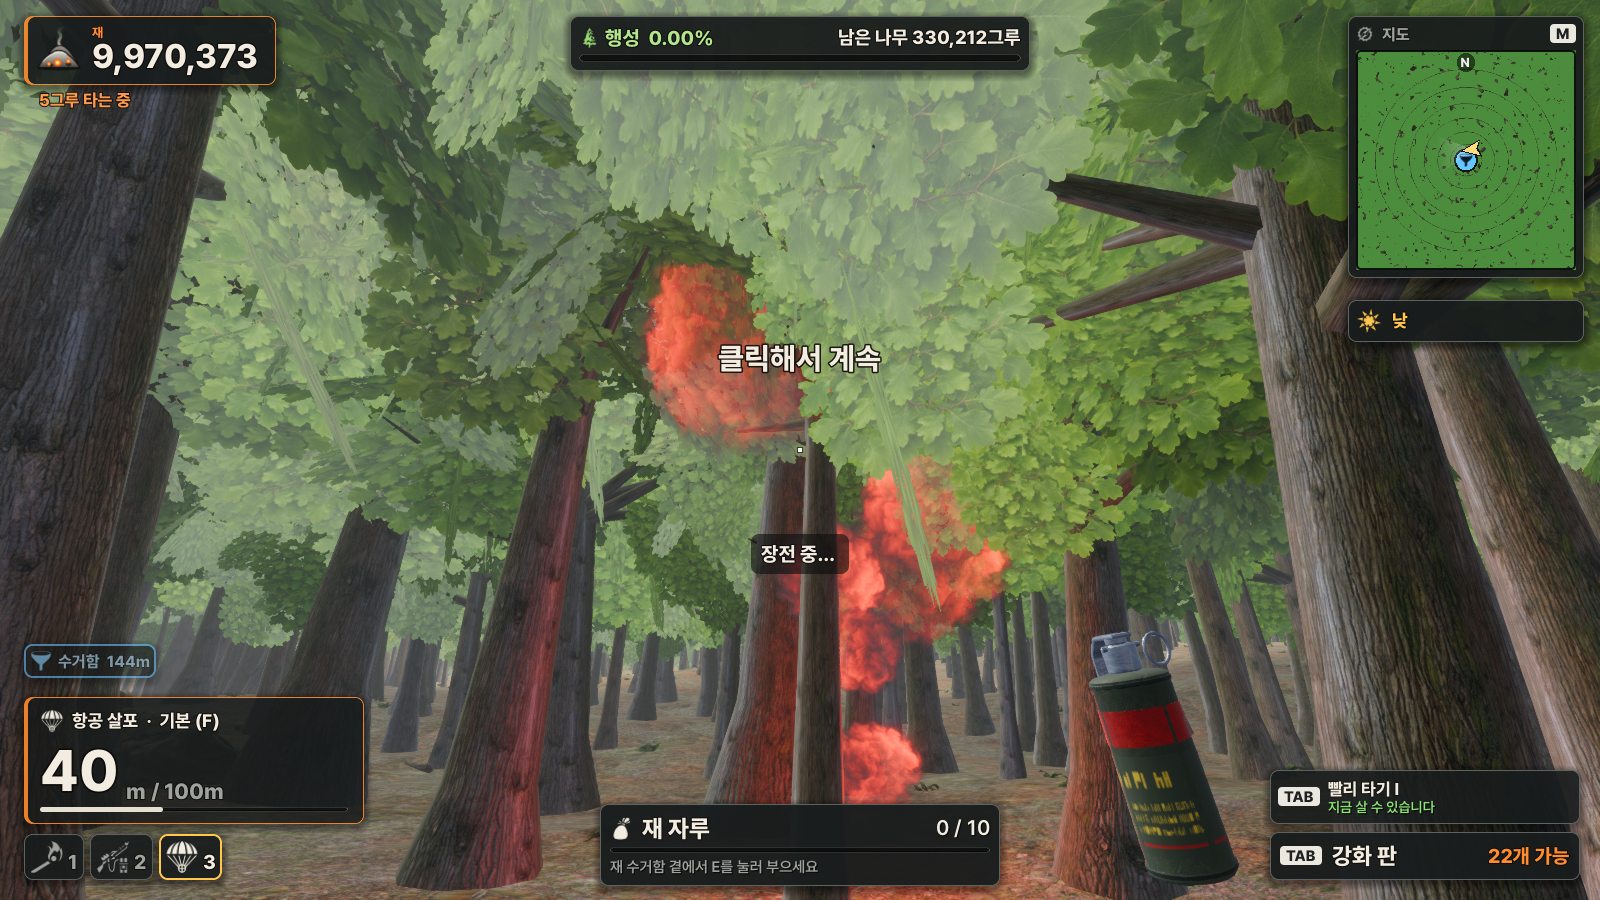 재
9,970,373
5그루 타는 중
행성 0.00%
남은 나무 330,212그루
지도
M
N
낮
클릭해서 계속
장전 중...
수거함 144m
항공 살포 · 기본 (F)
40 m / 100m
1
2
3
재 자루
0 / 10
재 수거함 곁에서 E를 눌러 부으세요
TAB
빨리 타기 I
지금 살 수 있습니다
TAB
강화 판
22개 가능